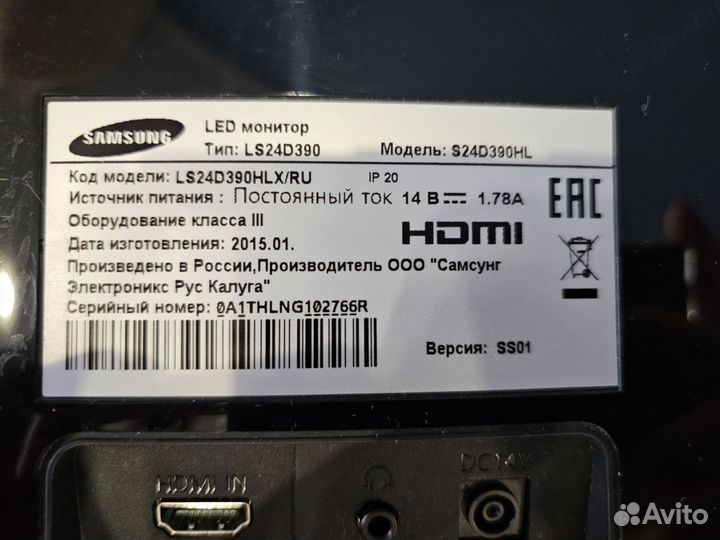 SAMSUNG
LED монитор
Тип: LS24D390 Модель: S24D390HL
Код модели: LS24D390HLX/RU IP 20
Источник питания : Постоянный ток 14 В 1.78A
Оборудование класса III
Дата изготовления: 2015.01.
Произведено в России,Производитель ООО "Самсунг
Электроникс Рус Калуга"
Серийный номер: 0A1THLNG102766R
HDMI
EAC
Версия: SS01
HDMI IN
DC14V
Avito